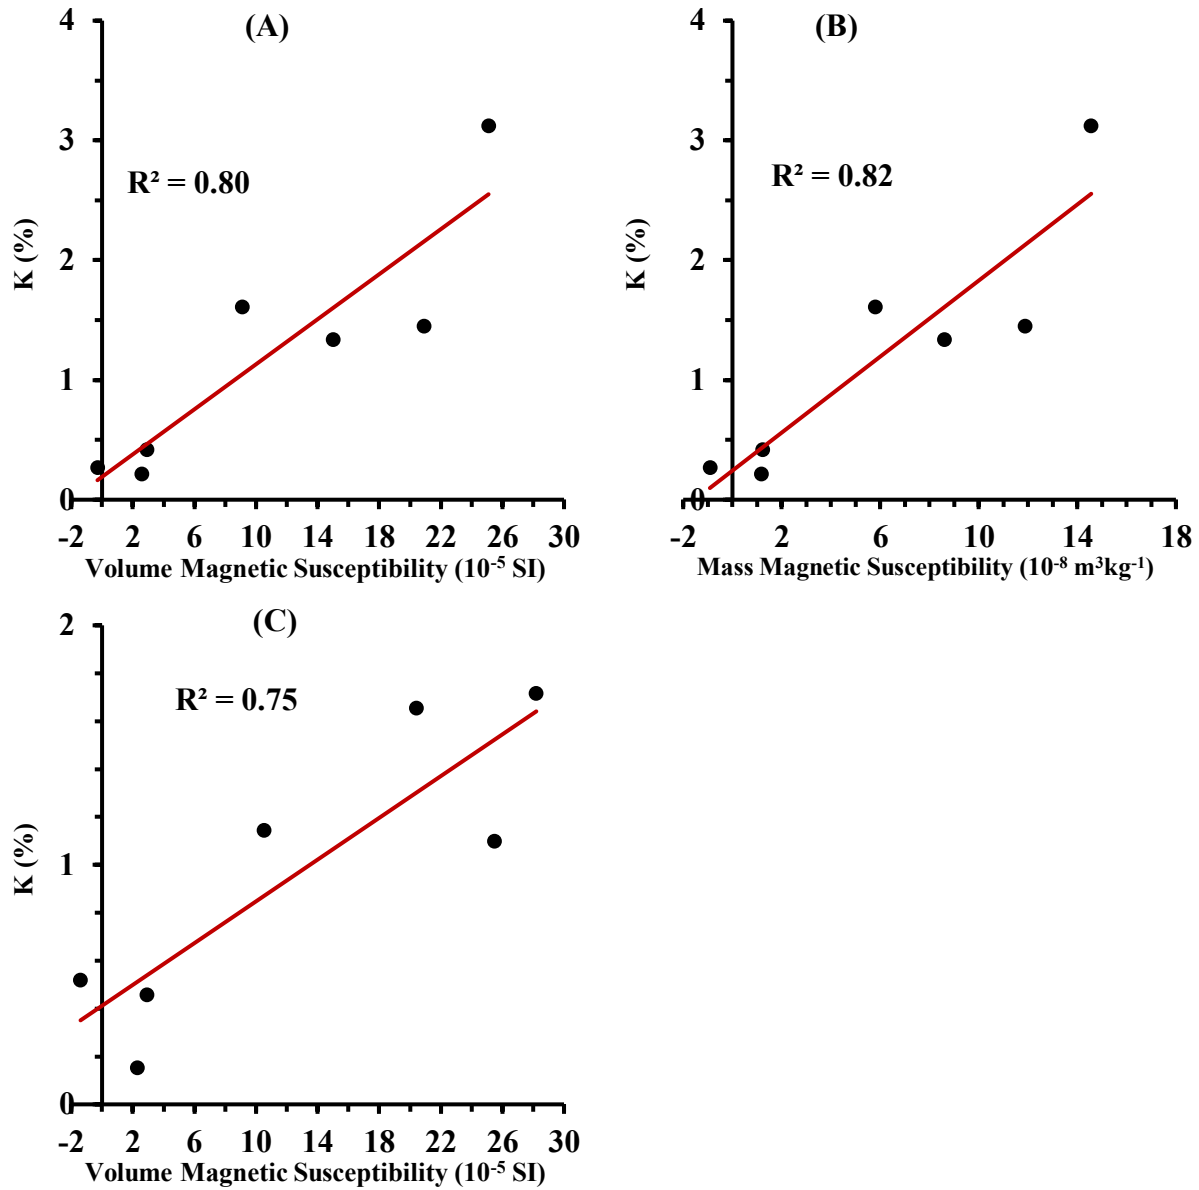 (A)
4
3
2
1
0
K (%)
R² = 0.80
-2 2 6 10 14 18 22 26 30
Volume Magnetic Susceptibility (10⁻⁵ SI)
(B)
4
3
2
1
0
K (%)
R² = 0.82
-2 2 6 10 14 18
Mass Magnetic Susceptibility (10⁻⁸ m³kg⁻¹)
(C)
2
1
0
K (%)
R² = 0.75
-2 2 6 10 14 18 22 26 30
Volume Magnetic Susceptibility (10⁻⁵ SI)